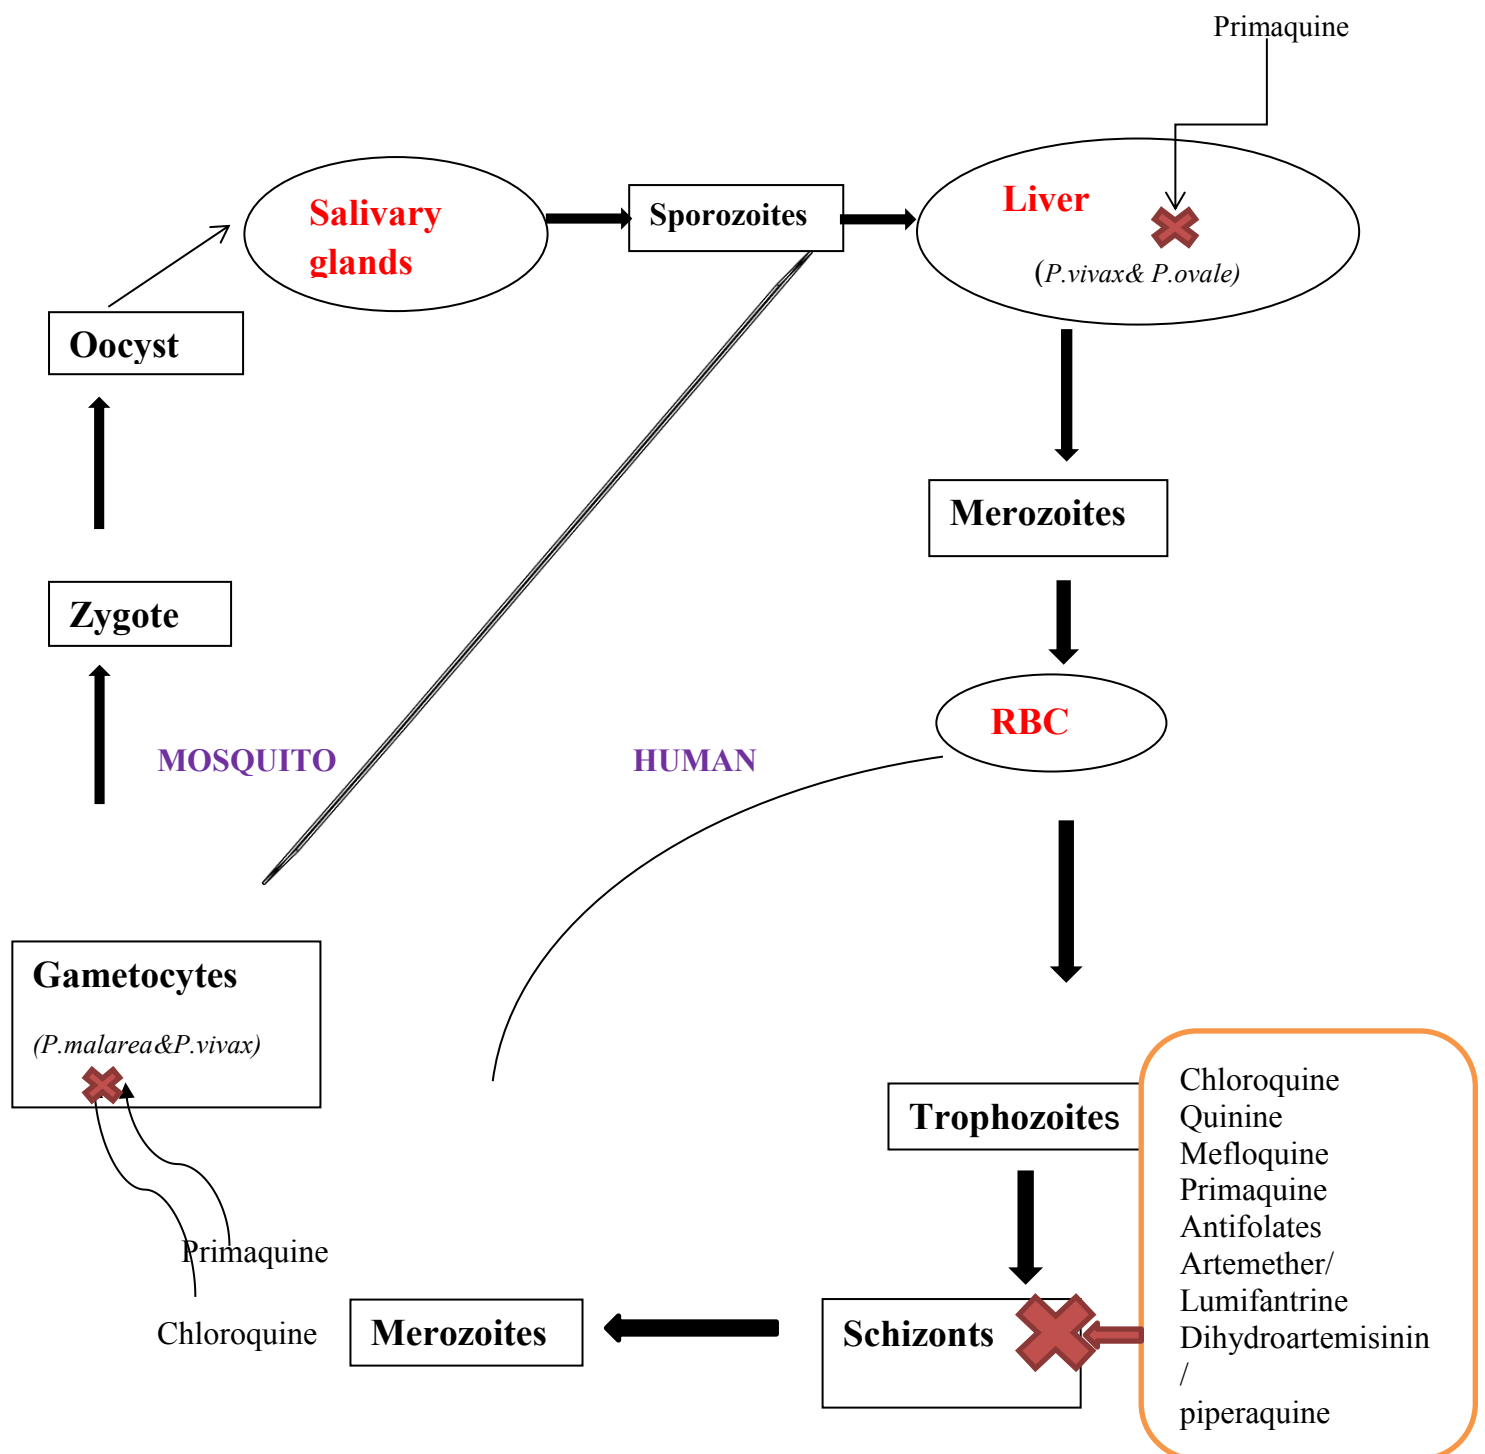 Primaquine
Salivary
glands
Sporozoites
Liver
(P.vivax& P.ovale)
Oocyst
Merozoites
Zygote
RBC
MOSQUITO
HUMAN
Gametocytes
(P.malarea&P.vivax)
Trophozoites
Chloroquine
Quinine
Mefloquine
Primaquine
Antifolates
Artemether/
Lumifantrine
Dihydroartemisinin
/
piperaquine
Primaquine
Chloroquine
Merozoites
Schizonts